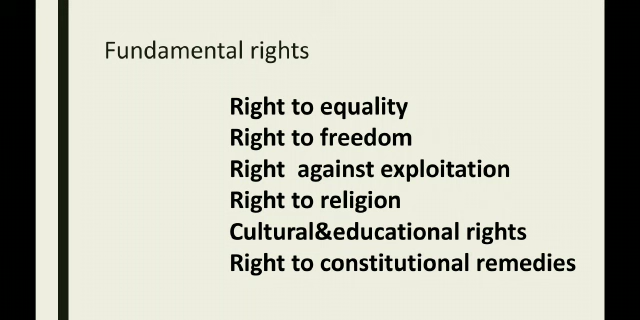 Fundamental rights
Right to equality
Right to freedom
Right  against exploitation
Right to religion
Cultural&educational rights
Right to constitutional remedies